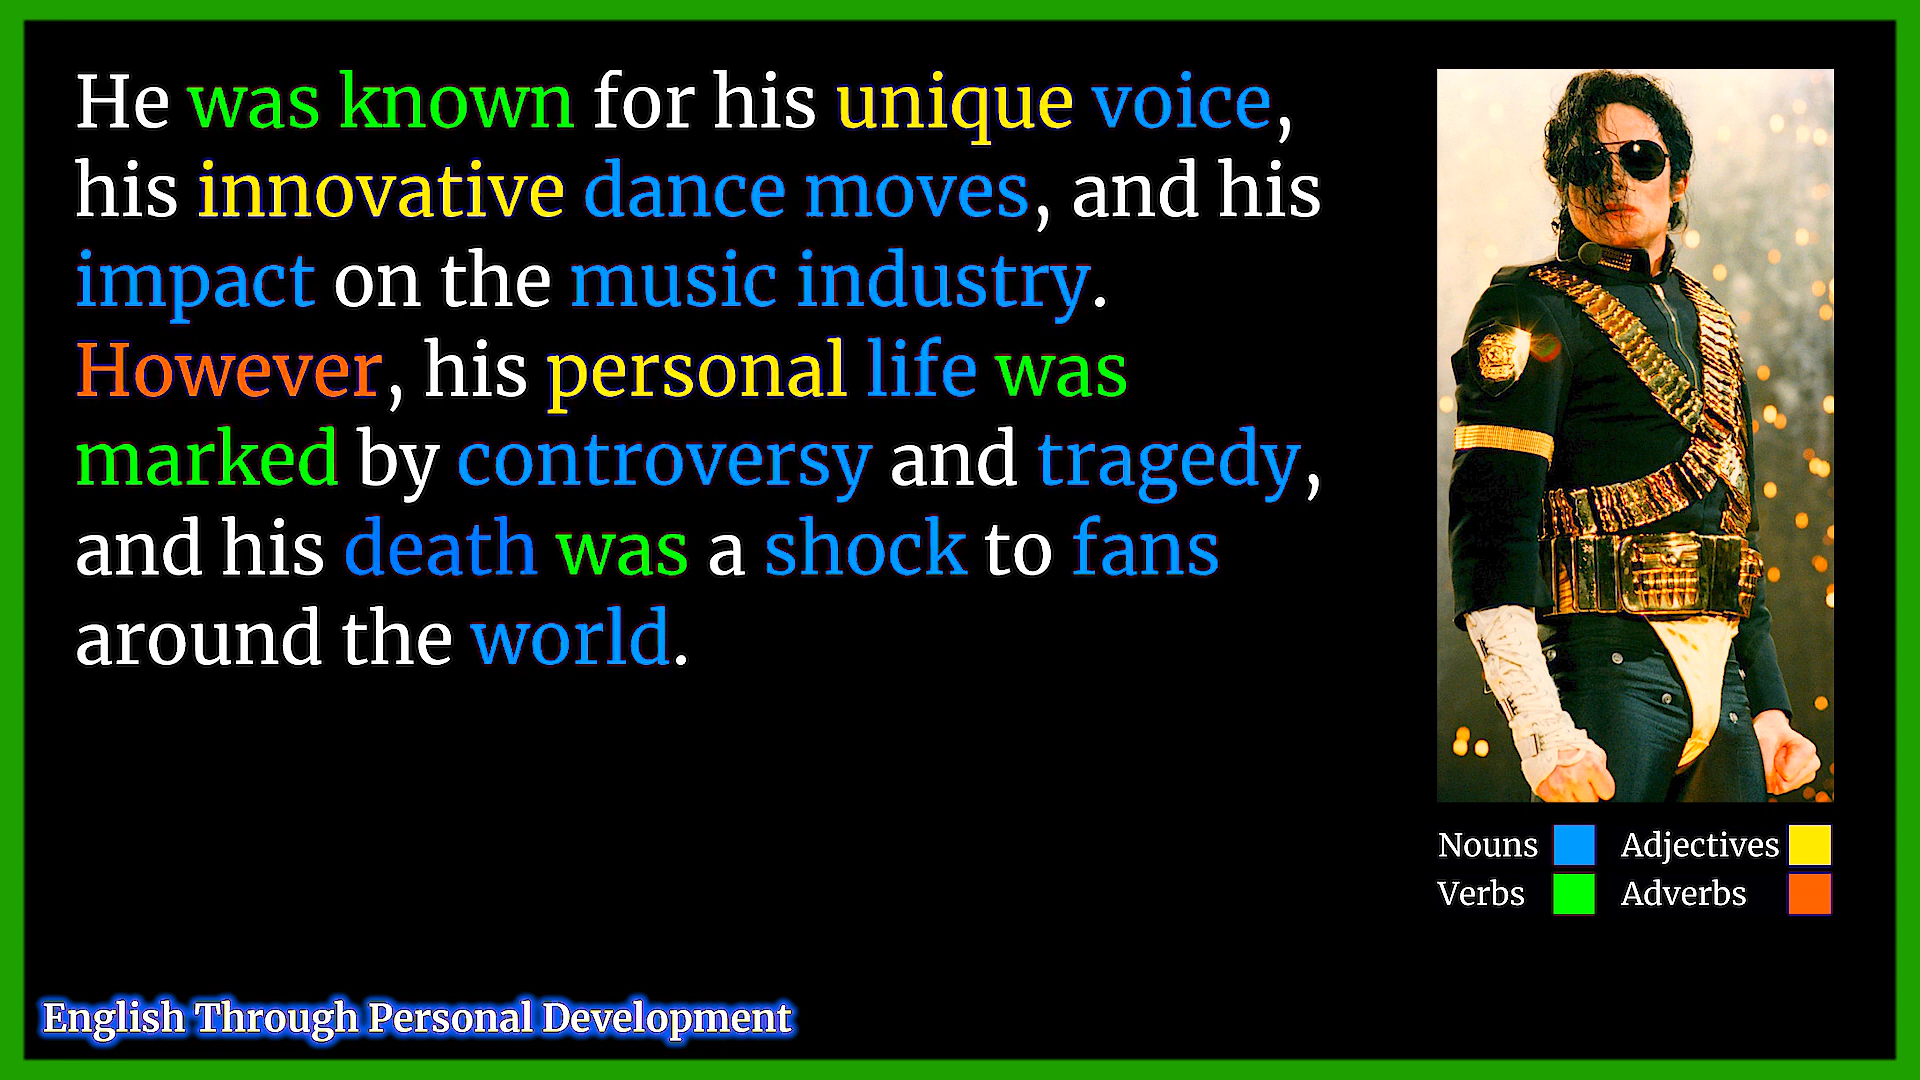 He was known for his unique voice,
his innovative dance moves, and his
impact on the music industry.
However, his personal life was
marked by controversy and tragedy,
and his death was a shock to fans
around the world.
Nouns Adjectives
Verbs Adverbs
English Through Personal Development